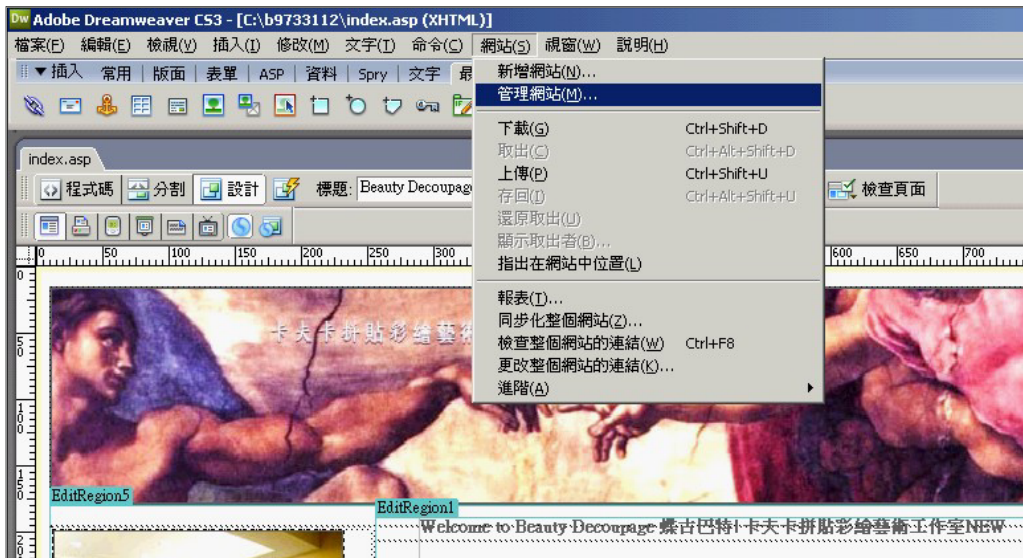 Adobe Dreamweaver CS3 - [C:\b9733112\index.asp (XHTML)]
檔案(F) 編輯(E) 檢視(V) 插入(I) 修改(M) 文字(T) 命令(C) 網站(S) 視窗(W) 說明(H)
▼插入 常用 版面 表單 ASP 資料 Spry 文字 最
新增網站(N)...
管理網站(M)...
下載(G) Ctrl+Shift+D
取出(C) Ctrl+Alt+Shift+D
上傳(P) Ctrl+Shift+U
存回(I) Ctrl+Alt+Shift+U
還原取出(U)
顯示取出者(B)...
指出在網站中位置(L)
報表(T)...
同步化整個網站(Z)...
檢查整個網站的連結(W) Ctrl+F8
更改整個網站的連結(K)...
進階(A)
index.asp
程式碼 分割 設計 標題: Beauty Decoupage 檢查頁面
0 50 100 150 200 250 300 600 650 700
卡夫卡拼貼彩繪藝術
EditRegion5
EditRegion1
Welcome to Beauty Decoupage 蝶古巴特! 卡夫卡拼貼彩繪藝術工作室NEW